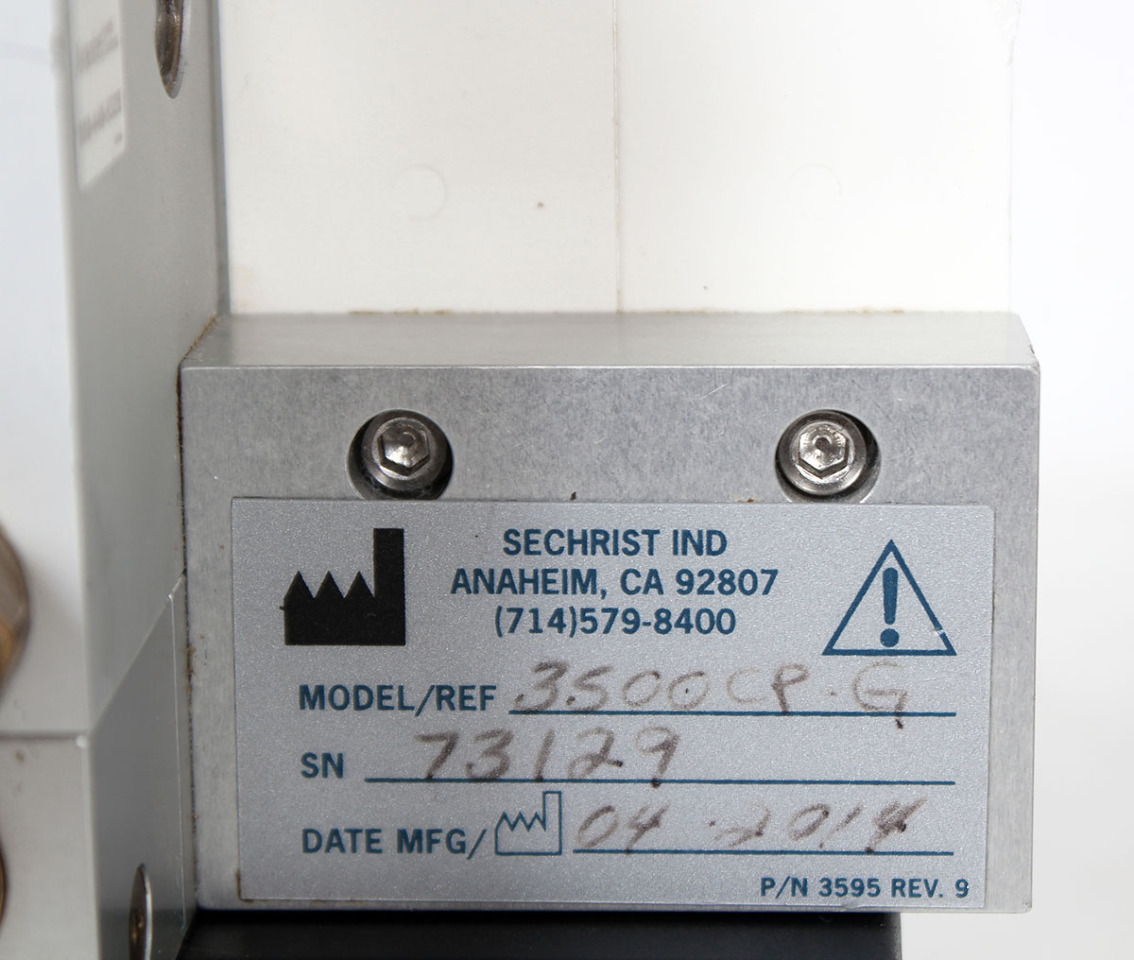 SECHRIST IND
ANAHEIM, CA 92807
(714)579-8400
MODEL/REF 3500CP-G
SN 73129
DATE MFG/ 04-2014
P/N 3595 REV. 9